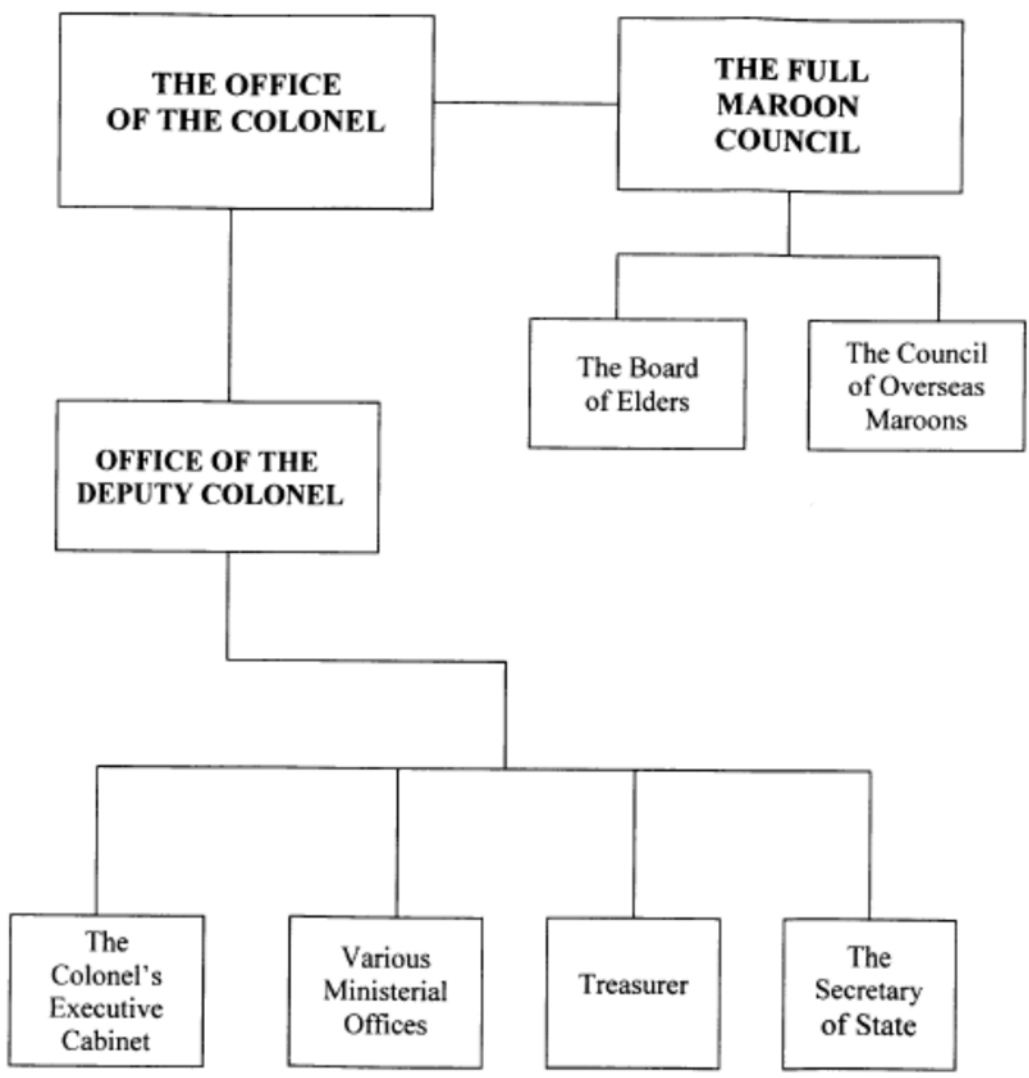 THE OFFICE
OF THE COLONEL
THE FULL
MAROON
COUNCIL
The Board
of Elders
The Council
of Overseas
Maroons
OFFICE OF THE
DEPUTY COLONEL
The
Colonel's
Executive
Cabinet
Various
Ministerial
Offices
Treasurer
The
Secretary
of State